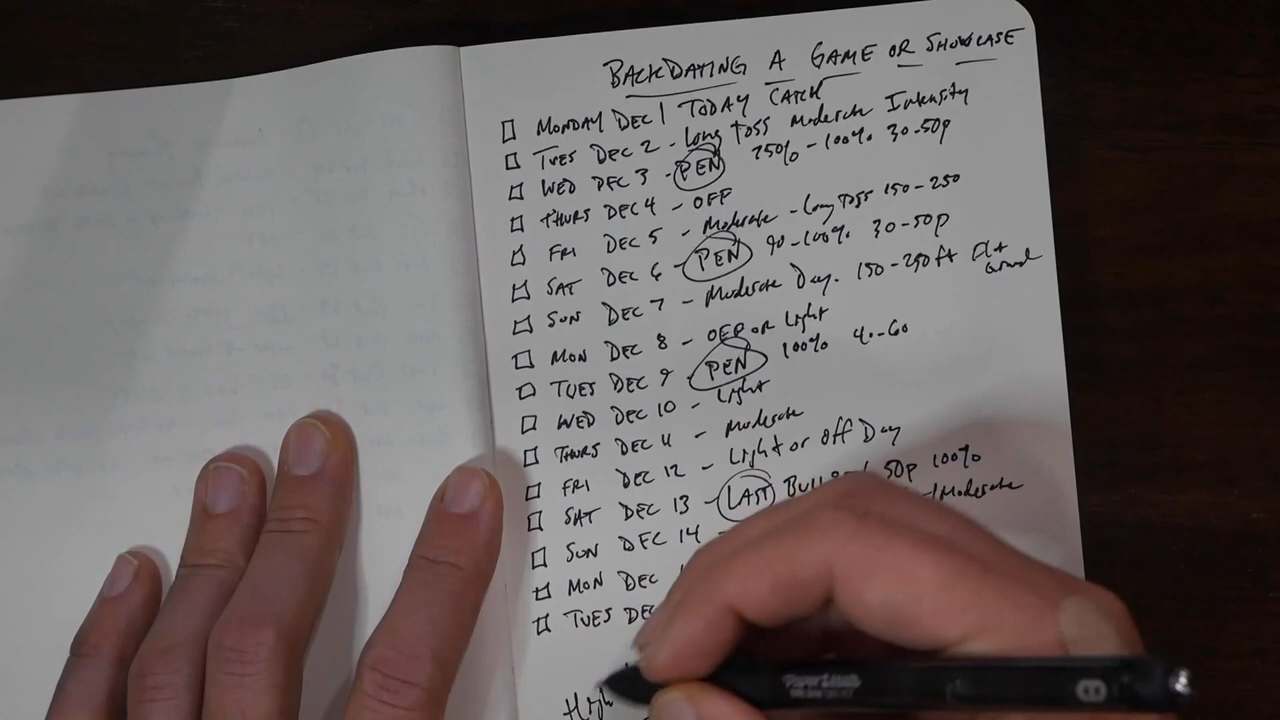 BACKDATING A GAME OR SHOWCASE
MONDAY DEC 1 TODAY CATCH
TUES DEC 2 - Long Toss Moderate Intensity
WED DEC 3 - PEN 75% - 100% 30-50p
THURS DEC 4 - OFF
FRI DEC 5 - Moderate - Long Toss 150-250
SAT DEC 6 - PEN 90-100% 30-50p
SUN DEC 7 - Moderate Day. 150-250ft Flat Ground
MON DEC 8 - OFF OR Light
TUES DEC 9 - PEN 100% 40-60
WED DEC 10 - Light
THURS DEC 11 - Moderate
FRI DEC 12 - Light or Off Day
SAT DEC 13 - LAST 50p 100%
SUN DEC 14 - /Moderate
MON DEC
TUES DEC
High
PaperMate